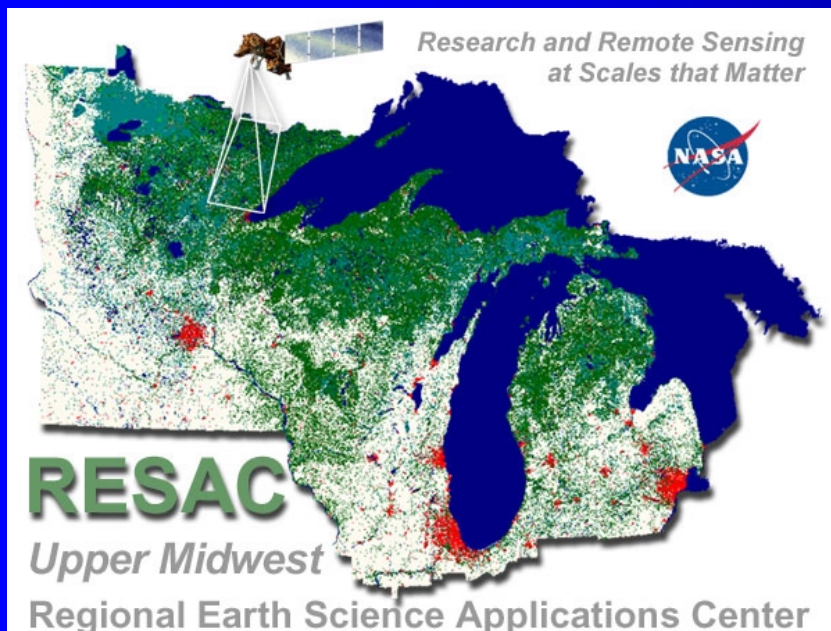 Research and Remote Sensing
at Scales that Matter
NASA
RESAC
Upper Midwest
Regional Earth Science Applications Center